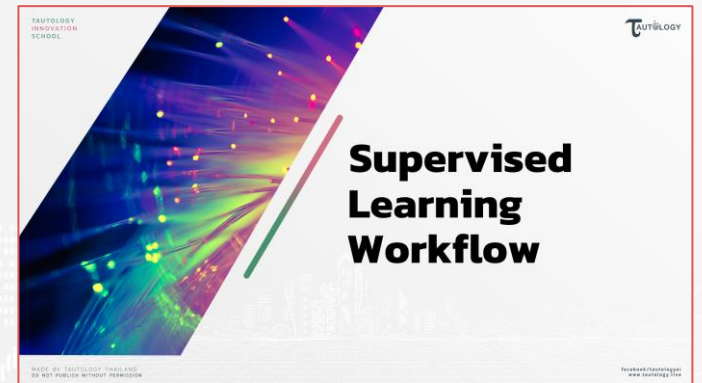 TAUTOLOGY
INNOVATION
SCHOOL
TAUTOLOGY
Supervised
Learning
Workflow
MADE BY TAUTOLOGY THAILAND
DO NOT PUBLISH WITHOUT PERMISSION
facebook/tautologyai
www.tautology.live